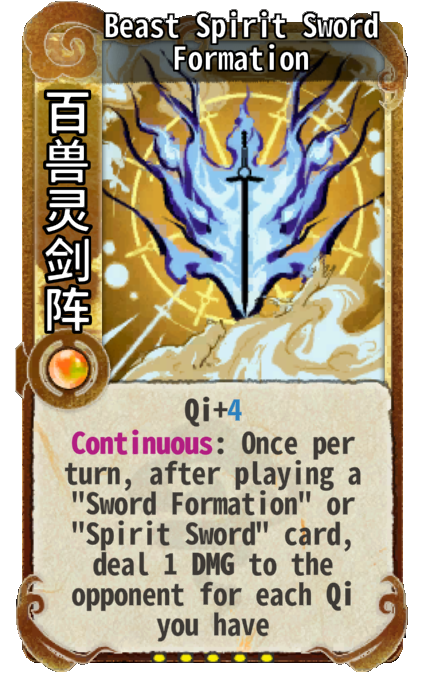 Beast Spirit Sword
Formation
百兽灵剑阵
Qi+4
Continuous: Once per
turn, after playing a
"Sword Formation" or
"Spirit Sword" card,
deal 1 DMG to the
opponent for each Qi
you have